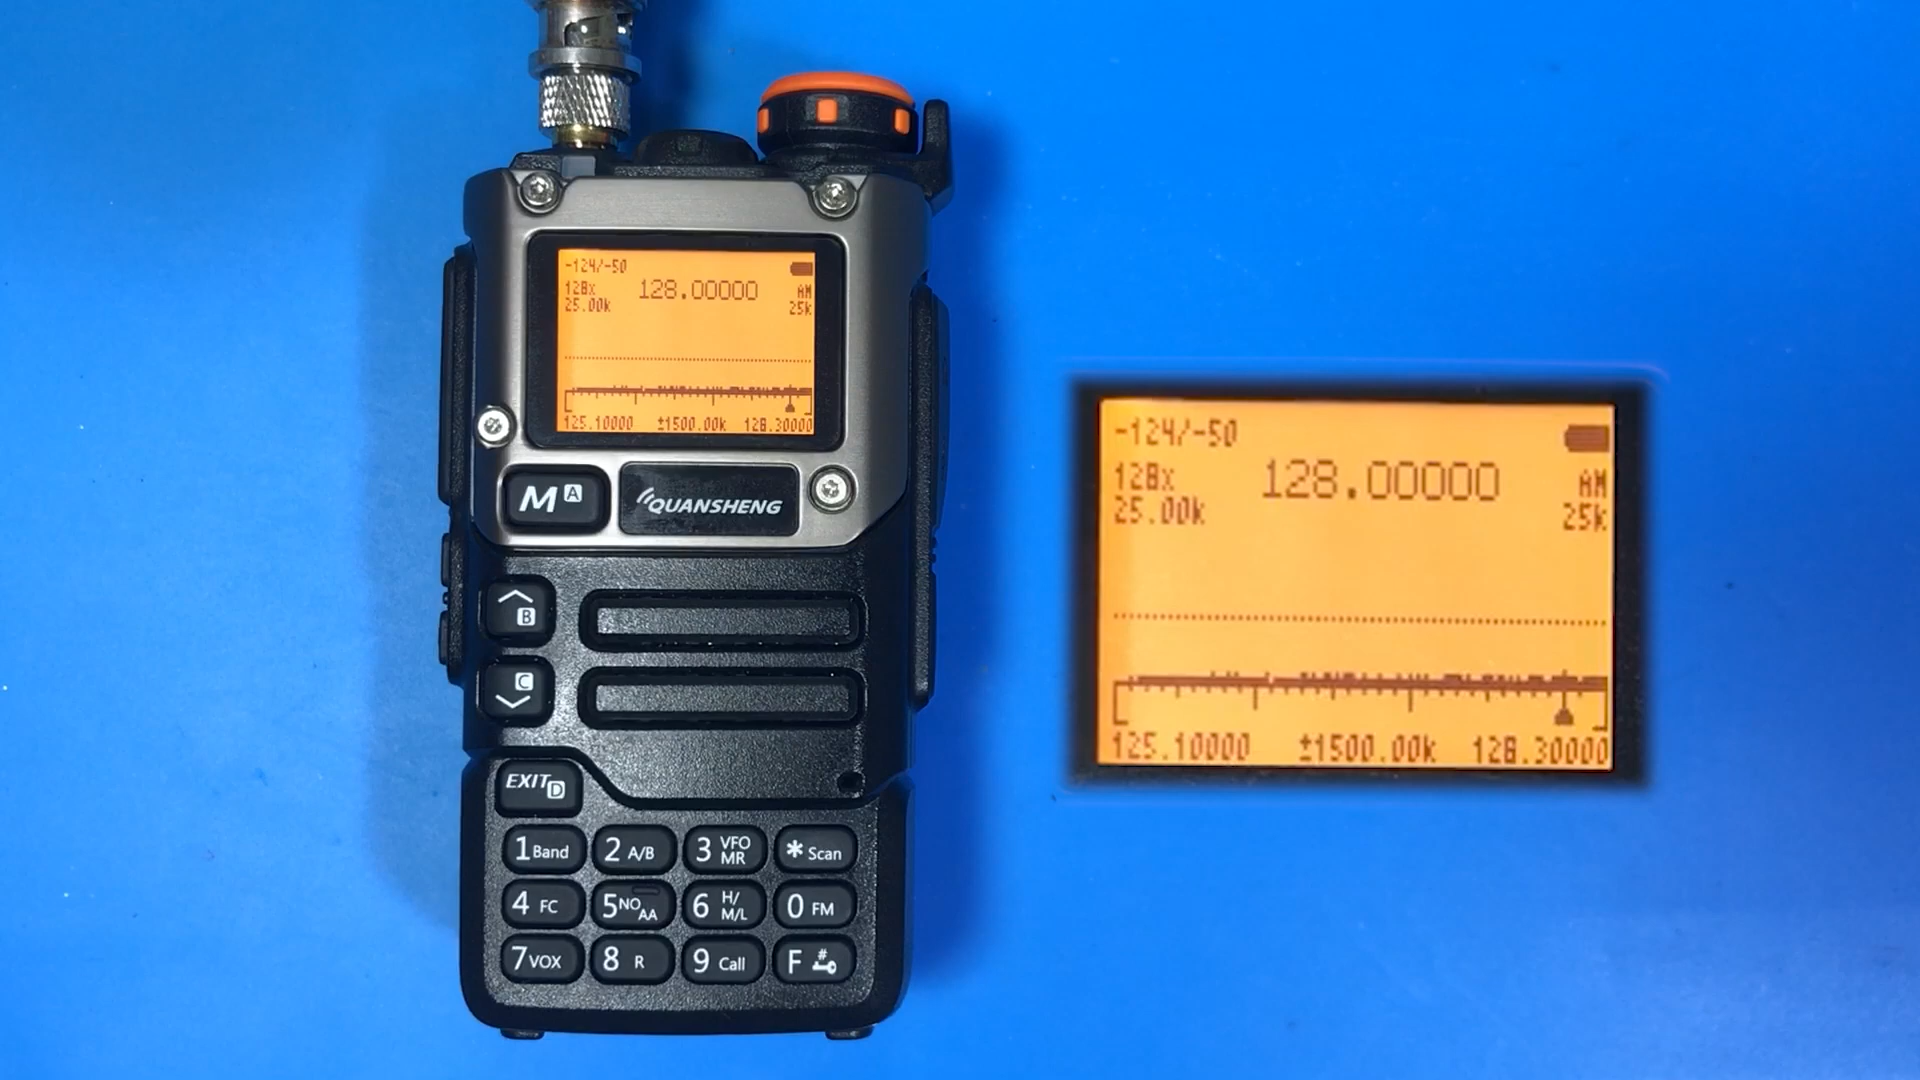 -124/-50
128x 128.00000 AM
25.00k 25k
125.10000 ±1500.00k 128.30000
M A
QUANSHENG
B
C
EXIT D
1 Band 2 A/B 3 VFO MR * Scan
4 FC 5 NO AA 6 H/M/L 0 FM
7 VOX 8 R 9 Call F #
-124/-50
128x 128.00000 AM
25.00k 25k
125.10000 ±1500.00k 128.30000